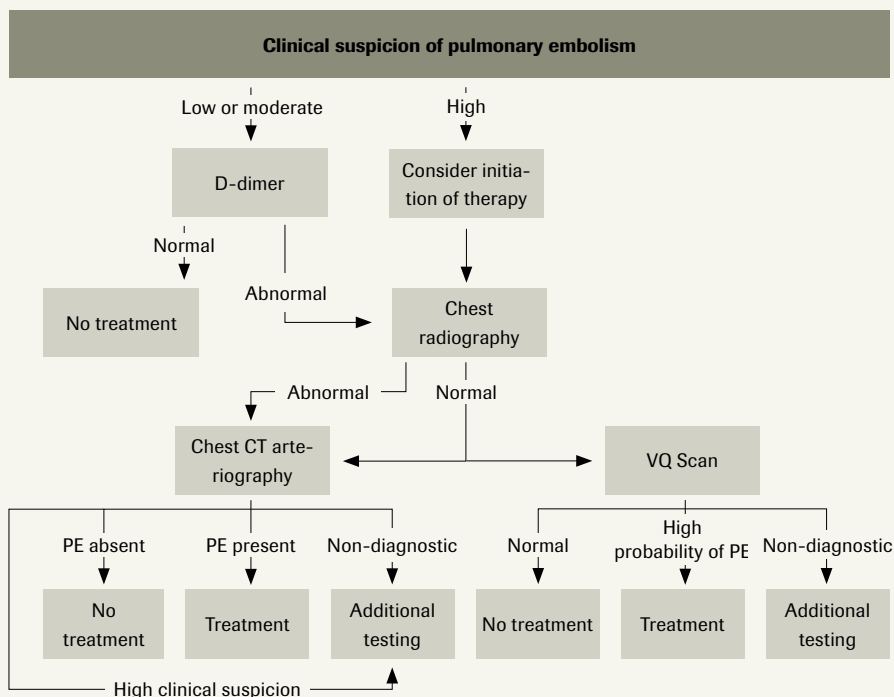 Clinical suspicion of pulmonary embolism
Low or moderate
High
D-dimer
Consider initia-
tion of therapy
Normal
Abnormal
No treatment
Chest
radiography
Abnormal
Normal
Chest CT arte-
riography
VQ Scan
PE absent
PE present
Non-diagnostic
Normal
High
probability of PE
Non-diagnostic
No
treatment
Treatment
Additional
testing
No treatment
Treatment
Additional
testing
High clinical suspicion